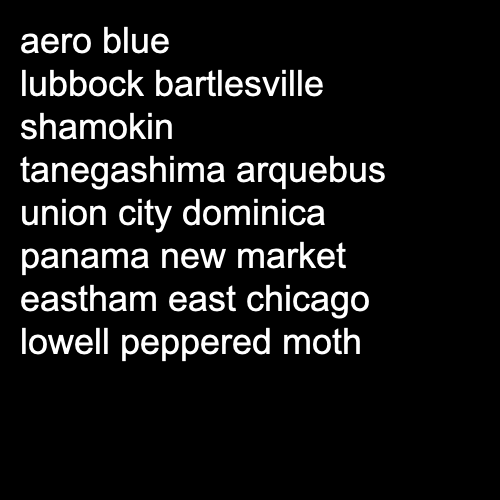 aero blue
lubbock bartlesville
shamokin
tanegashima arquebus
union city dominica
panama new market
eastham east chicago
lowell peppered moth